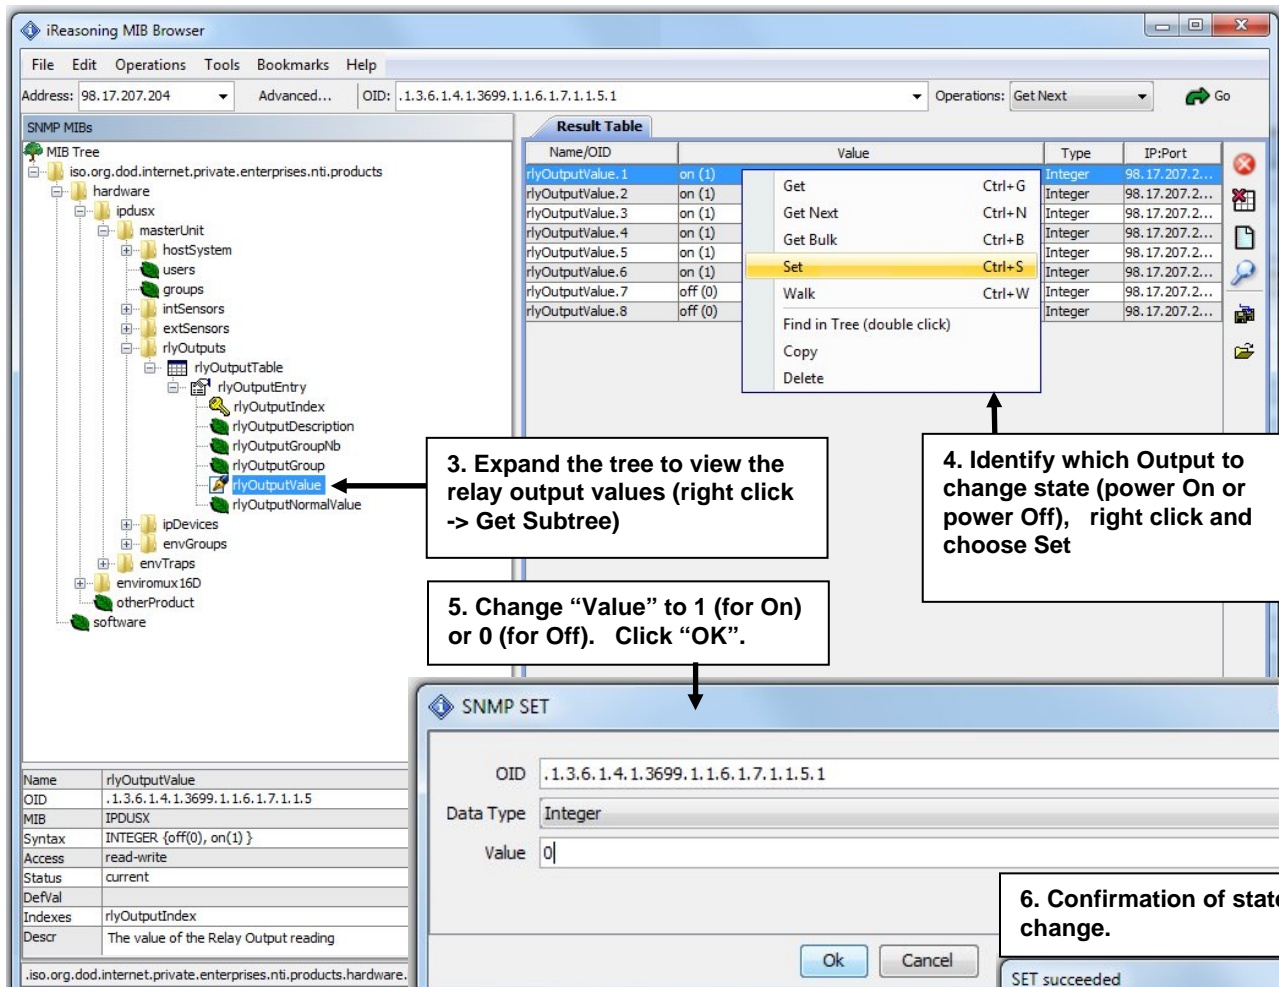 iReasoning MIB Browser
File Edit Operations Tools Bookmarks Help
Address: 98.17.207.204 Advanced... OID: .1.3.6.1.4.1.3699.1.1.6.1.7.1.1.5.1 Operations: Get Next Go
SNMP MIBs
MIB Tree
iso.org.dod.internet.private.enterprises.nti.products
hardware
ipdusx
masterUnit
hostSystem
users
groups
intSensors
extSensors
rlyOutputs
rlyOutputTable
rlyOutputEntry
rlyOutputIndex
rlyOutputDescription
rlyOutputGroupNb
rlyOutputGroup
rlyOutputValue
rlyOutputNormalValue
ipDevices
envGroups
envTraps
enviromux16D
otherProduct
software
Result Table
Name/OID Value Type IP:Port
rlyOutputValue.1 on (1) Integer 98.17.207.2...
rlyOutputValue.2 on (1) Integer 98.17.207.2...
rlyOutputValue.3 on (1) Integer 98.17.207.2...
rlyOutputValue.4 on (1) Integer 98.17.207.2...
rlyOutputValue.5 on (1) Integer 98.17.207.2...
rlyOutputValue.6 on (1) Integer 98.17.207.2...
rlyOutputValue.7 off (0) Integer 98.17.207.2...
rlyOutputValue.8 off (0) Integer 98.17.207.2...
Get Ctrl+G
Get Next Ctrl+N
Get Bulk Ctrl+B
Set Ctrl+S
Walk Ctrl+W
Find in Tree (double click)
Copy
Delete
3. Expand the tree to view the
relay output values (right click
-> Get Subtree)
4. Identify which Output to
change state (power On or
power Off), right click and
choose Set
5. Change “Value” to 1 (for On)
or 0 (for Off). Click “OK”.
SNMP SET
OID .1.3.6.1.4.1.3699.1.1.6.1.7.1.1.5.1
Data Type Integer
Value 0
Ok Cancel
6. Confirmation of state
change.
SET succeeded
Name rlyOutputValue
OID .1.3.6.1.4.1.3699.1.1.6.1.7.1.1.5
MIB IPDUSX
Syntax INTEGER {off(0), on(1) }
Access read-write
Status current
DefVal
Indexes rlyOutputIndex
Descr The value of the Relay Output reading
.iso.org.dod.internet.private.enterprises.nti.products.hardware.